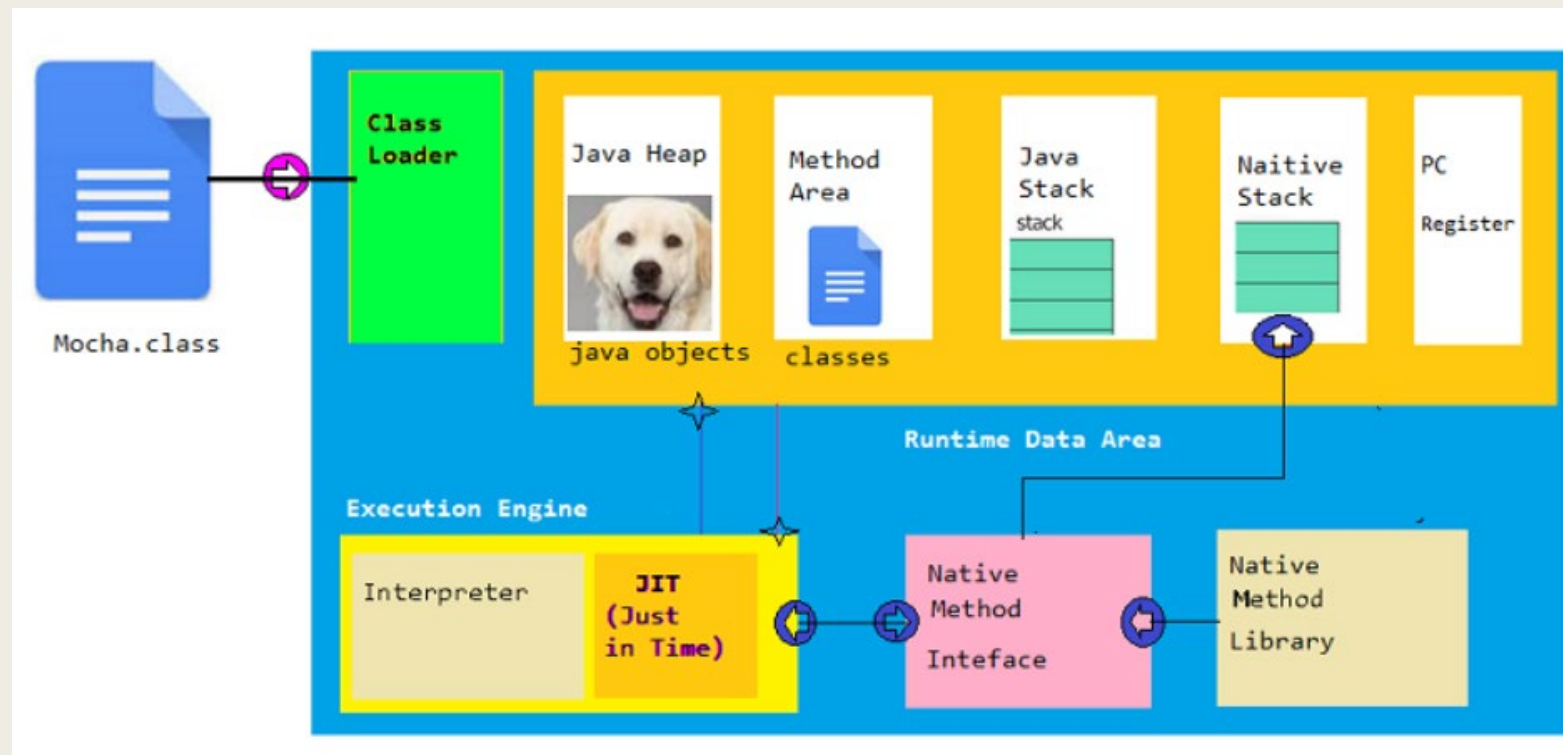 Mocha.class
Class
Loader
Java Heap
java objects
Method
Area
classes
Java
Stack
stack
Naitive
Stack
PC
Register
Runtime Data Area
Execution Engine
Interpreter
JIT
(Just
in Time)
Native
Method
Inteface
Native
Method
Library